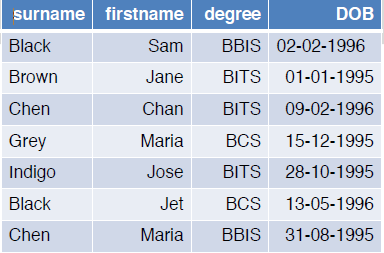 surname firstname degree DOB
Black Sam BBIS 02-02-1996
Brown Jane BITS 01-01-1995
Chen Chan BITS 09-02-1996
Grey Maria BCS 15-12-1995
Indigo Jose BITS 28-10-1995
Black Jet BCS 13-05-1996
Chen Maria BBIS 31-08-1995